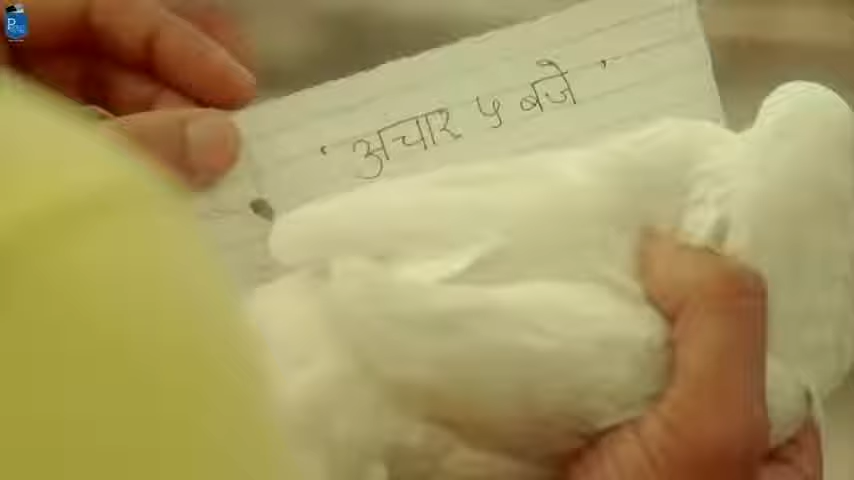 ' अचार ५ बजे '